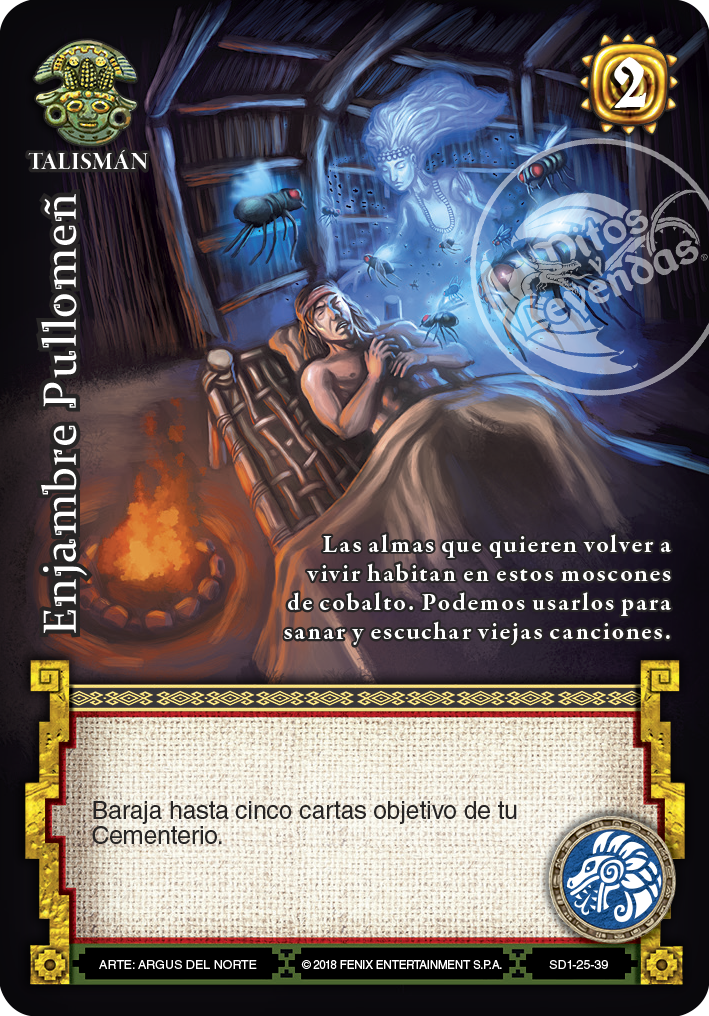 TALISMÁN
2
Enjambre Pullomeñ
Mitos
y
Leyendas®
Las almas que quieren volver a
vivir habitan en estos moscones
de cobalto. Podemos usarlos para
sanar y escuchar viejas canciones.
Baraja hasta cinco cartas objetivo de tu
Cementerio.
ARTE: ARGUS DEL NORTE
© 2018 FENIX ENTERTAINMENT S.P.A.
SD1-25-39